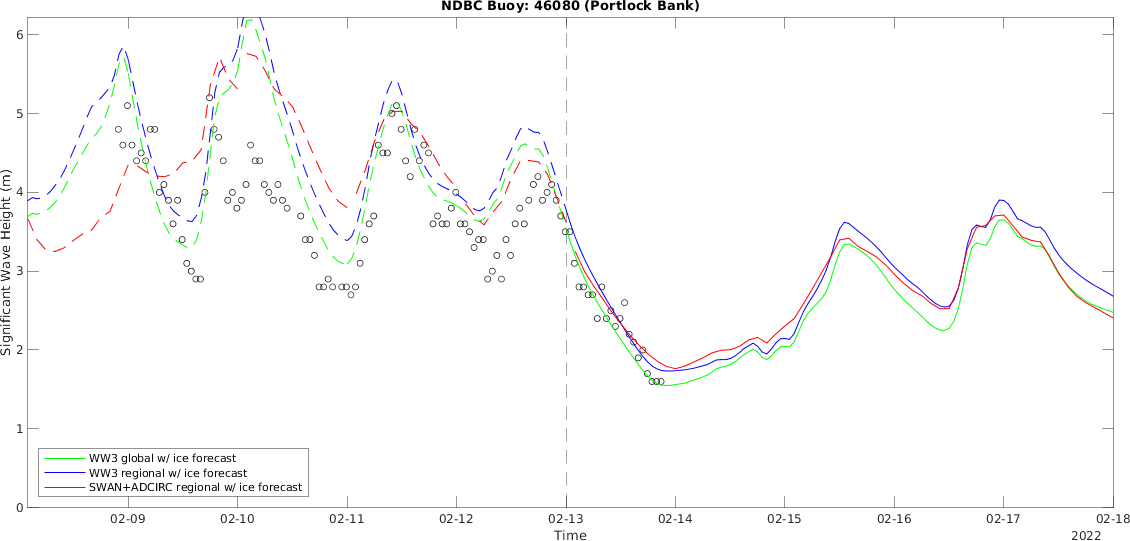 NDBC Buoy: 46080 (Portlock Bank)
Significant Wave Height (m)
6
5
4
3
2
1
0
WW3 global w/ ice forecast
WW3 regional w/ ice forecast
SWAN+ADCIRC regional w/ ice forecast
02-09 02-10 02-11 02-12 02-13 02-14 02-15 02-16 02-17 02-18
Time
2022